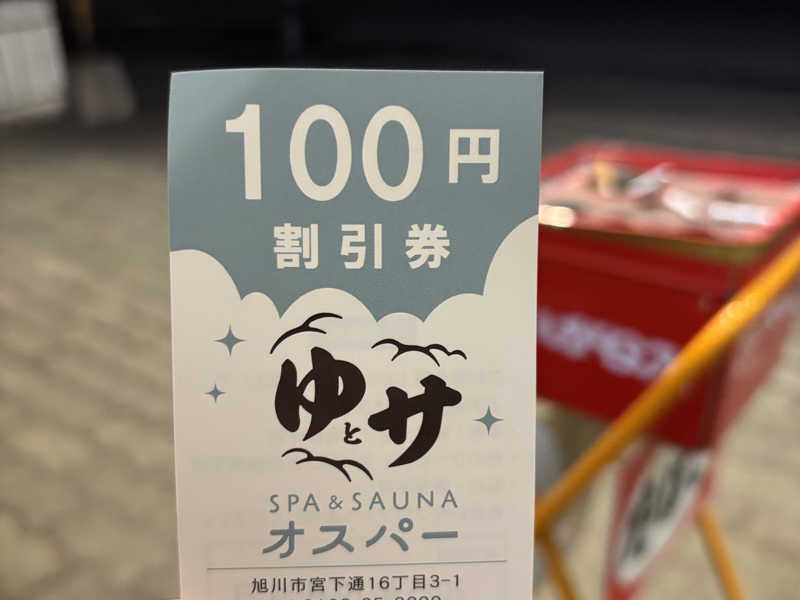 100円
割引券
ゆとサ
SPA & SAUNA
オスパー
旭川市宮下通16丁目3-1